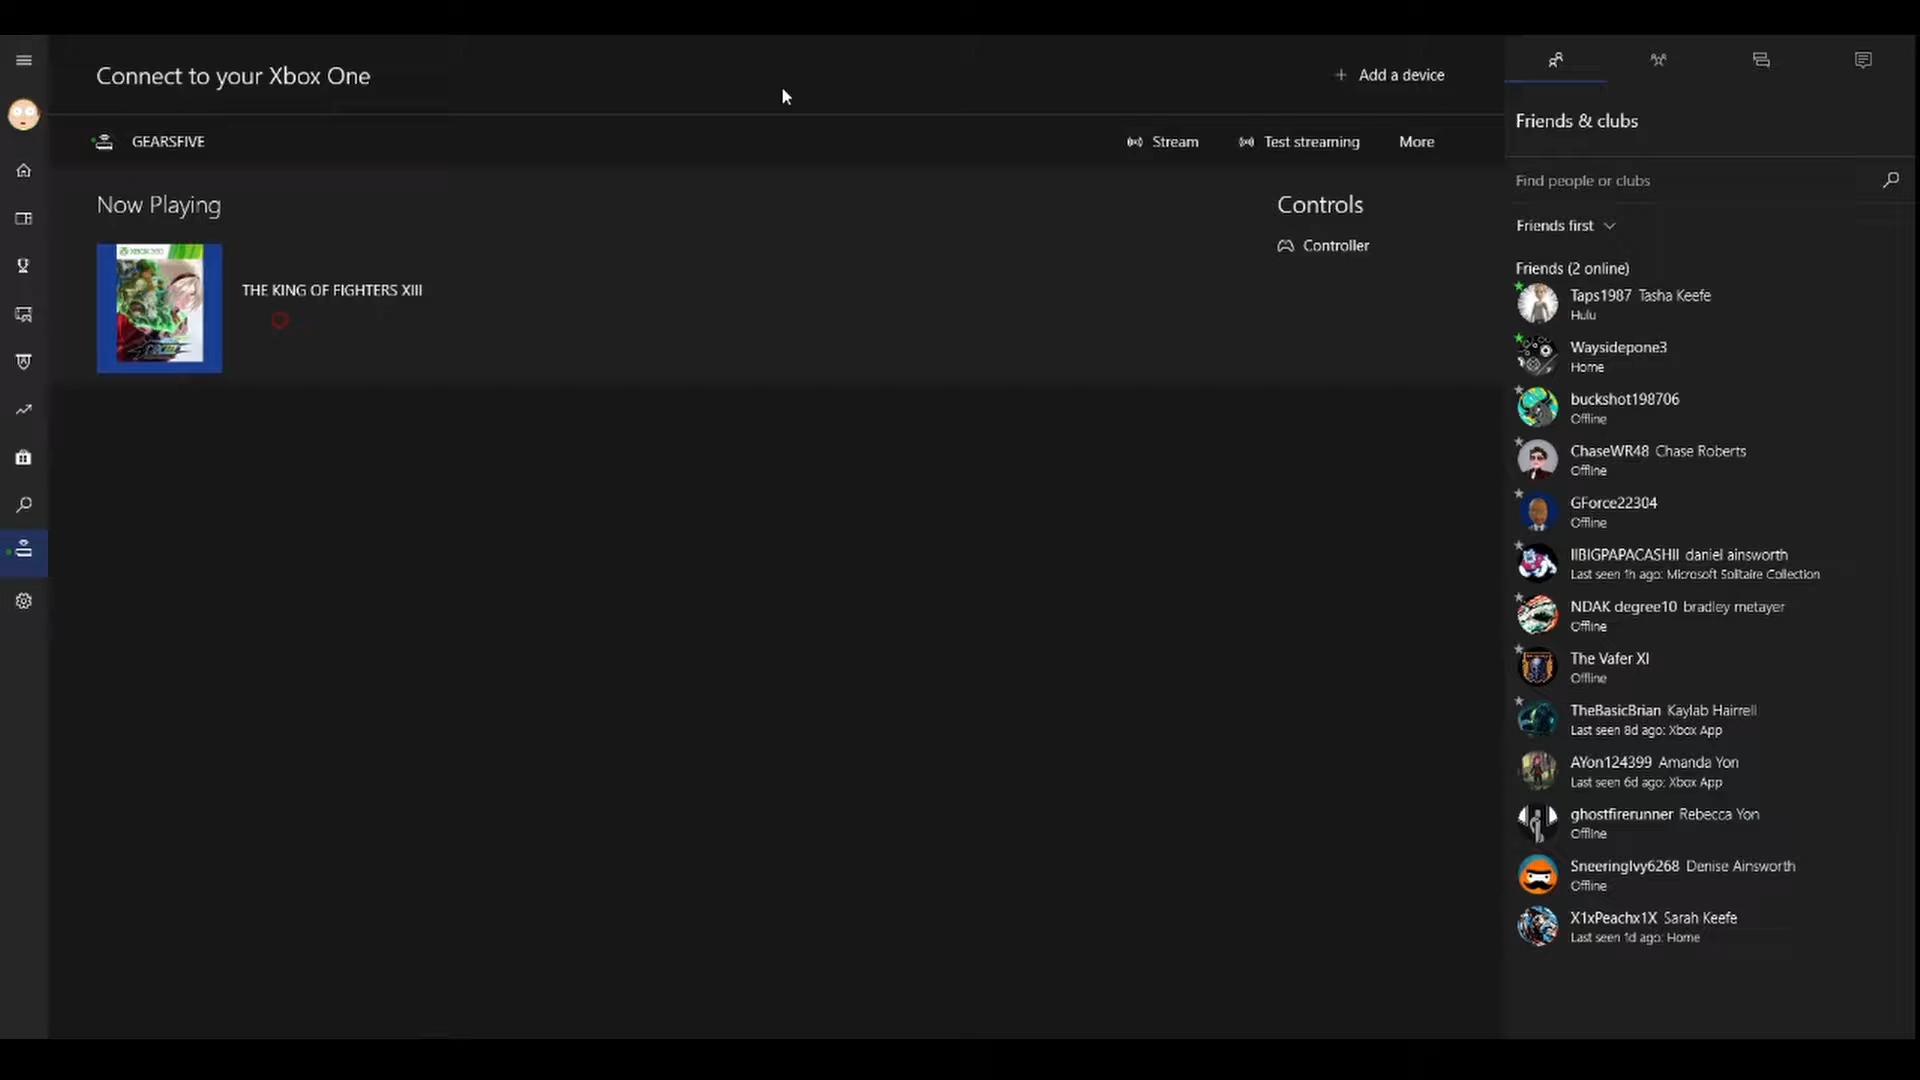 Connect to your Xbox One
Add a device
GEARSFIVE
Stream
Test streaming
More
Now Playing
Controls
Controller
XBOX 360
THE KING OF FIGHTERS XIII
Friends & clubs
Find people or clubs
Friends first
Friends (2 online)
Taps1987 Tasha Keefe
Hulu
Waysidepone3
Home
buckshot198706
Offline
ChaseWR48 Chase Roberts
Offline
GForce22304
Offline
IIBIGPAPACASHII daniel ainsworth
Last seen 1h ago: Microsoft Solitaire Collection
NDAK degree10 bradley metayer
Offline
The Vafer XI
Offline
TheBasicBrian Kaylab Hairrell
Last seen 8d ago: Xbox App
AYon124399 Amanda Yon
Last seen 6d ago: Xbox App
ghostfirerunner Rebecca Yon
Offline
SneeringIvy6268 Denise Ainsworth
Offline
X1xPeachx1X Sarah Keefe
Last seen 1d ago: Home